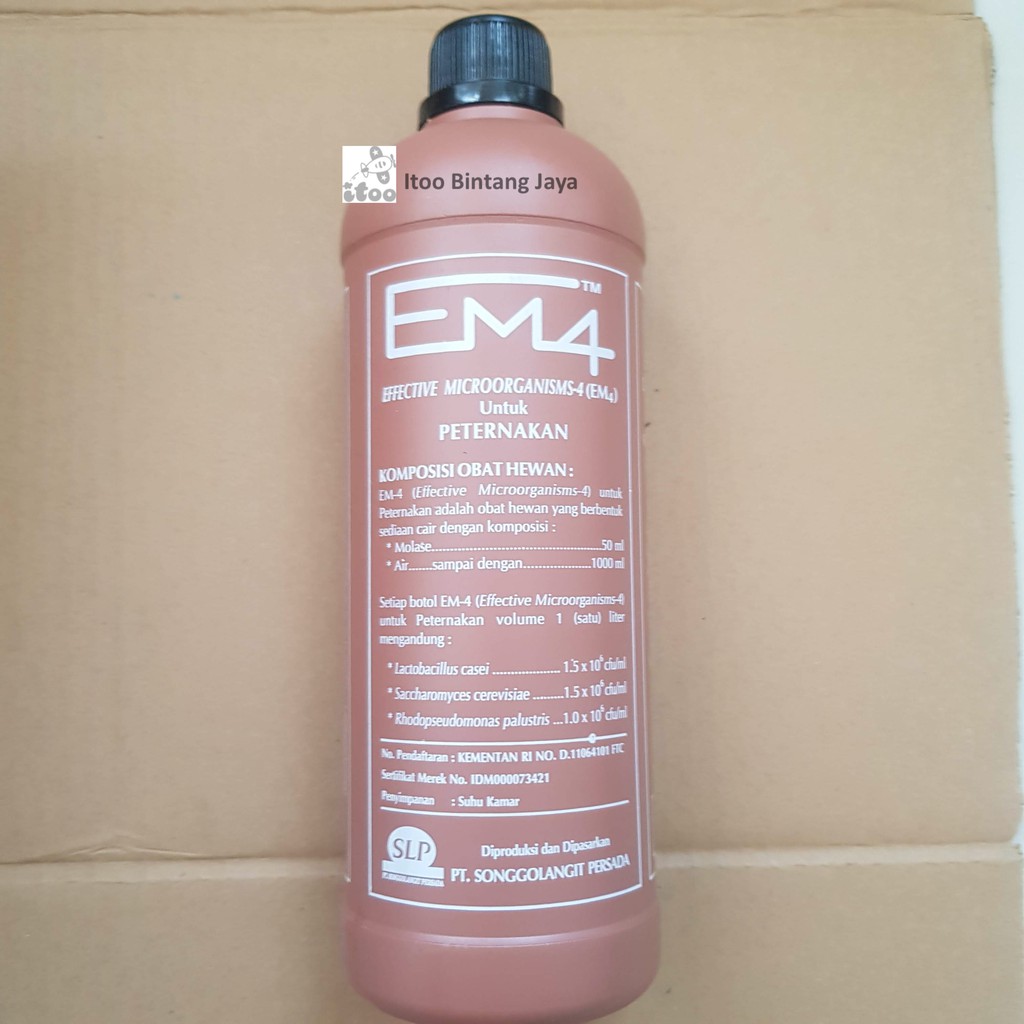 itoo Itoo Bintang Jaya
EM4™
EFFECTIVE MICROORGANISMS-4 (EM₄)
Untuk
PETERNAKAN
KOMPOSISI OBAT HEWAN :
EM-4 (Effective Microorganisms-4) untuk
Peternakan adalah obat hewan yang berbentuk
sediaan cair dengan komposisi :
* Molase..................................................50 ml
* Air.......sampai dengan...................1000 ml
Setiap botol EM-4 (Effective Microorganisms-4)
untuk Peternakan volume 1 (satu) liter
mengandung :
* Lactobacillus casei .................... 1.5 x 10⁶ cfu/ml
* Saccharomyces cerevisiae .........1.5 x 10⁶ cfu/ml
* Rhodopseudomonas palustris ...1.0 x 10⁶ cfu/ml
No. Pendaftaran : KEMENTAN RI NO. D.11064101 FTC
Sertifikat Merek No. IDM000073421
Penyimpanan : Suhu Kamar
SLP
PT. SONGGOLANGIT PERSADA
Diproduksi dan Dipasarkan
PT. SONGGOLANGIT PERSADA